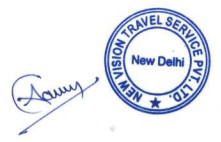 NEW VISION TRAVEL SERVICE PVT. LTD.
New Delhi